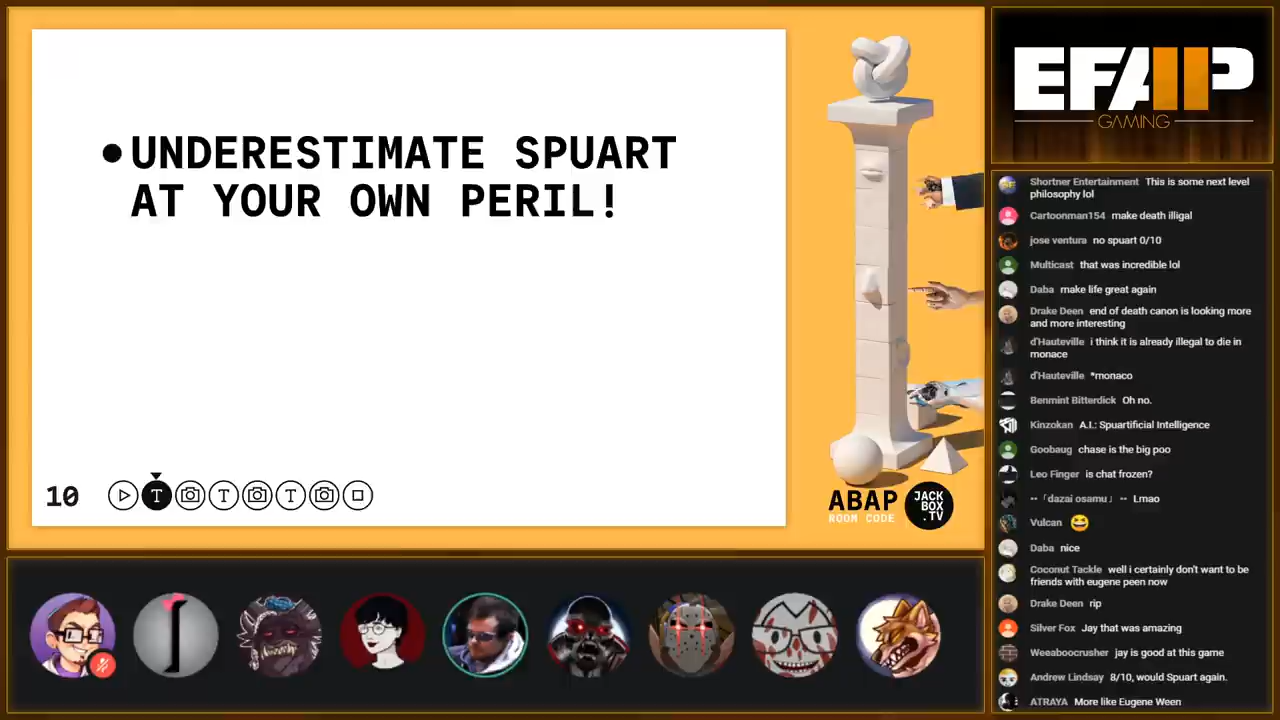 •UNDERESTIMATE SPUART
AT YOUR OWN PERIL!
10
T
T
T
ABAP
ROOM CODE
JACK
BOX
.TV
EFAP
GAMING
Shortner Entertainment This is some next level
philosophy lol
Cartoonman154 make death illigal
jose ventura no spuart 0/10
Multicast that was incredible lol
Daba make life great again
Drake Deen end of death canon is looking more
and more interesting
d'Hauteville i think it is already illegal to die in
monace
d'Hauteville *monaco
Benmint Bitterdick Oh no.
Kinzokan A.I.: Spuartificial Intelligence
Goobaug chase is the big poo
Leo Finger is chat frozen?
••「dazai osamu」•• Lmao
Vulcan 😆
Daba nice
Coconut Tackle well i certainly don't want to be
friends with eugene peen now
Drake Deen rip
Silver Fox Jay that was amazing
Weeaboocrusher jay is good at this game
Andrew Lindsay 8/10, would Spuart again.
ATRAYA More like Eugene Ween